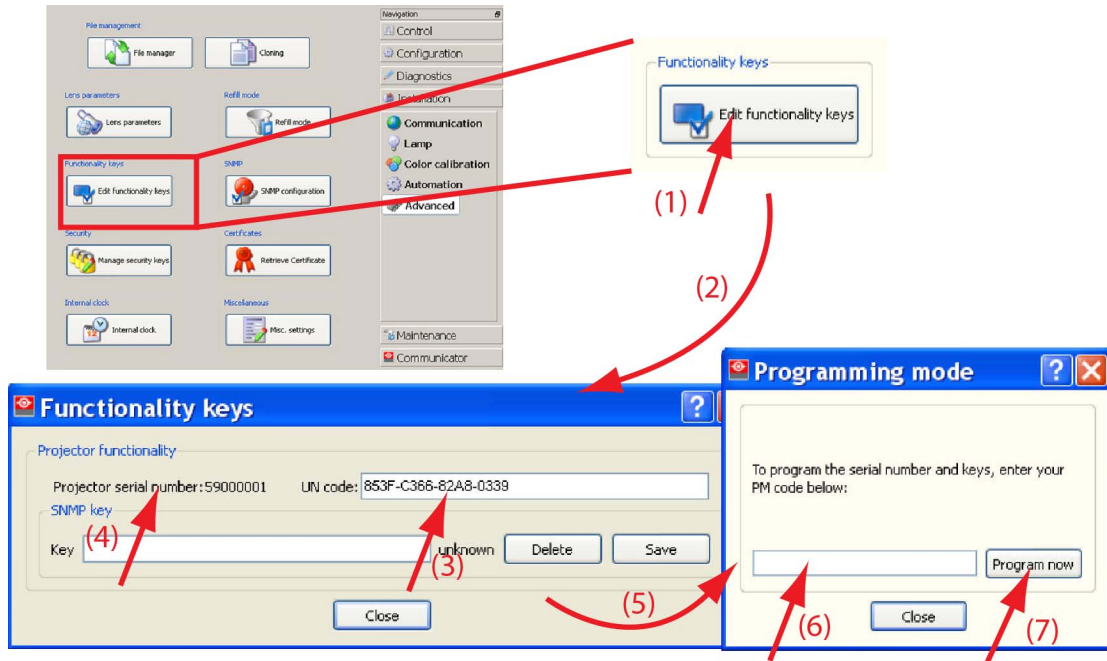 File management
File manager
Cloning
Lens parameters
Refill mode
Lens parameters
Refill mode
Functionality keys
SNMP
Edit functionality keys
SNMP configuration
Security
Certificates
Manage security keys
Retrieve Certificate
Internal clock
Miscellaneous
12
Internal clock
Misc. settings
Navigation
Control
Configuration
Diagnostics
Installation
Communication
Lamp
Color calibration
Automation
Advanced
Maintenance
Communicator
Functionality keys
Edit functionality keys
(1)
(2)
Functionality keys
?
Projector functionality
Projector serial number: 59000001
UN code: 853F-C366-82A8-0339
SNMP key
(4)
Key
unknown
Delete
Save
(3)
Close
(5)
Programming mode
?
To program the serial number and keys, enter your
PM code below:
Program now
(6)
Close
(7)